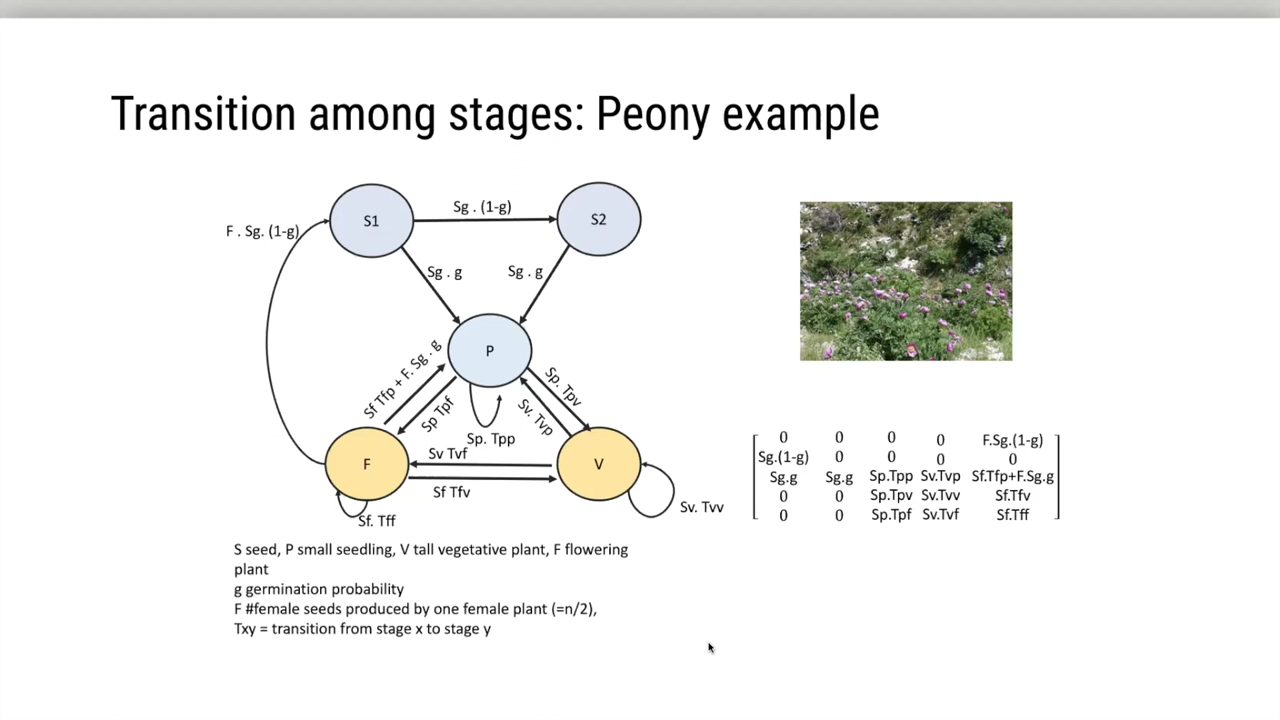 Transition among stages: Peony example
S1
S2
Sg . (1-g)
F . Sg. (1-g)
Sg . g
Sg . g
P
Sf Tfp + F. Sg . g
Sp Tpf
Sp. Tpp
Sv. Tvp
Sp. Tpv
F
Sv Tvf
Sf Tfv
V
Sf. Tff
Sv. Tvv
0 0 0 0 F.Sg.(1-g)
Sg.(1-g) 0 0 0 0
Sg.g Sg.g Sp.Tpp Sv.Tvp Sf.Tfp+F.Sg.g
0 0 Sp.Tpv Sv.Tvv Sf.Tfv
0 0 Sp.Tpf Sv.Tvf Sf.Tff
S seed, P small seedling, V tall vegetative plant, F flowering
plant
g germination probability
F #female seeds produced by one female plant (=n/2),
Txy = transition from stage x to stage y